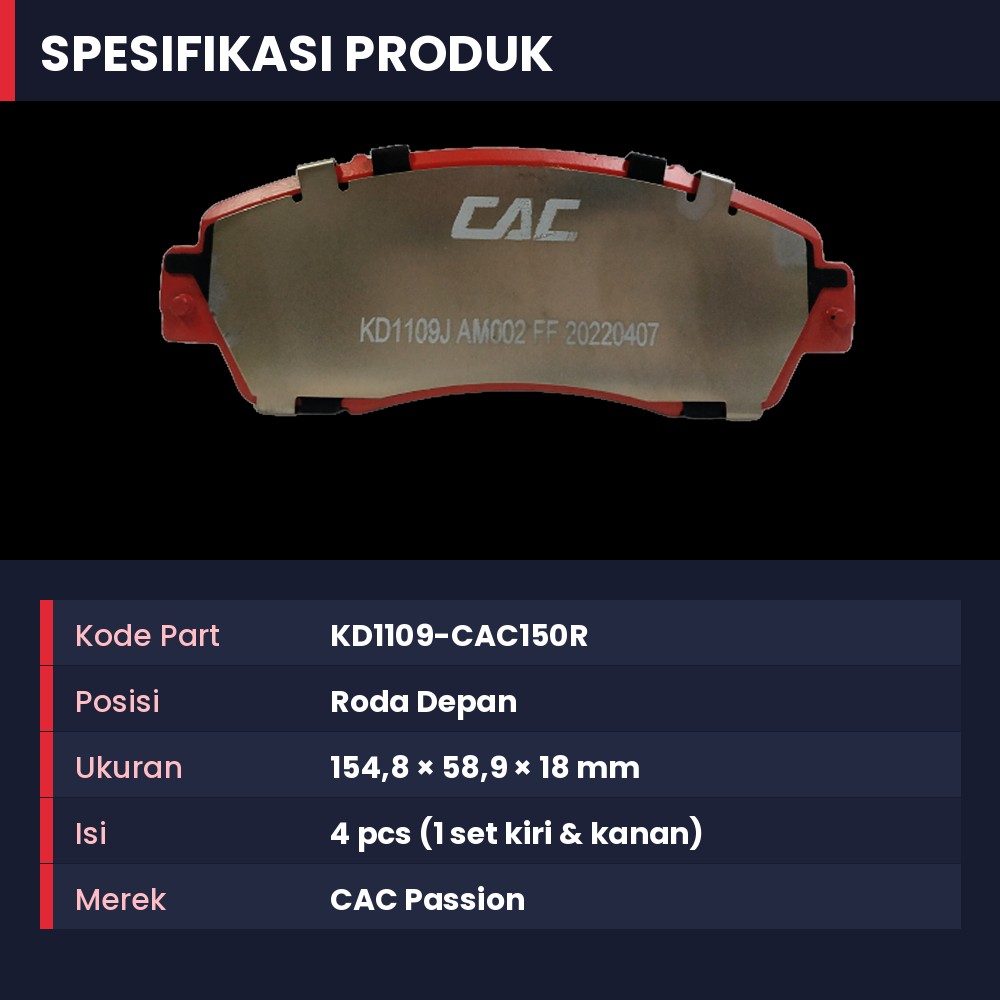 SPESIFIKASI PRODUK
CAC
KD1109J AM002 FF 20220407
Kode Part KD1109-CAC150R
Posisi Roda Depan
Ukuran 154,8 × 58,9 × 18 mm
Isi 4 pcs (1 set kiri & kanan)
Merek CAC Passion